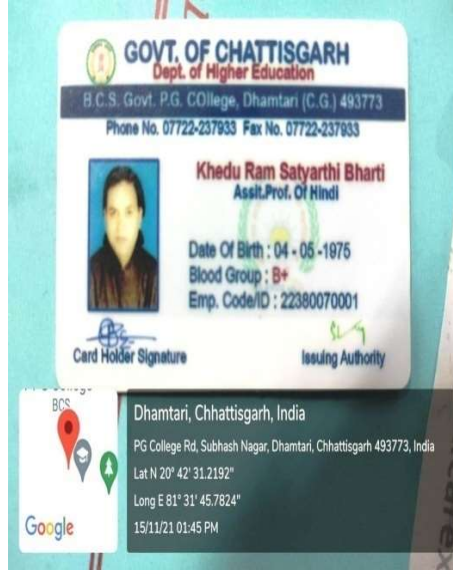 GOVT. OF CHATTISGARH
Dept. of Higher Education
B.C.S. Govt. P.G. COllege, Dhamtari (C.G.) 493773
Phone No. 07722-237933 Fax No. 07722-237933
Khedu Ram Satyarthi Bharti
Assit.Prof. Of Hindi
Date Of Birth : 04 - 05 -1975
Blood Group : B+
Emp. Code/ID : 22380070001
Card Holder Signature
Issuing Authority
BCS
Google
Dhamtari, Chhattisgarh, India
PG College Rd, Subhash Nagar, Dhamtari, Chhattisgarh 493773, India
Lat N 20° 42' 31.2192"
Long E 81° 31' 45.7824"
15/11/21 01:45 PM